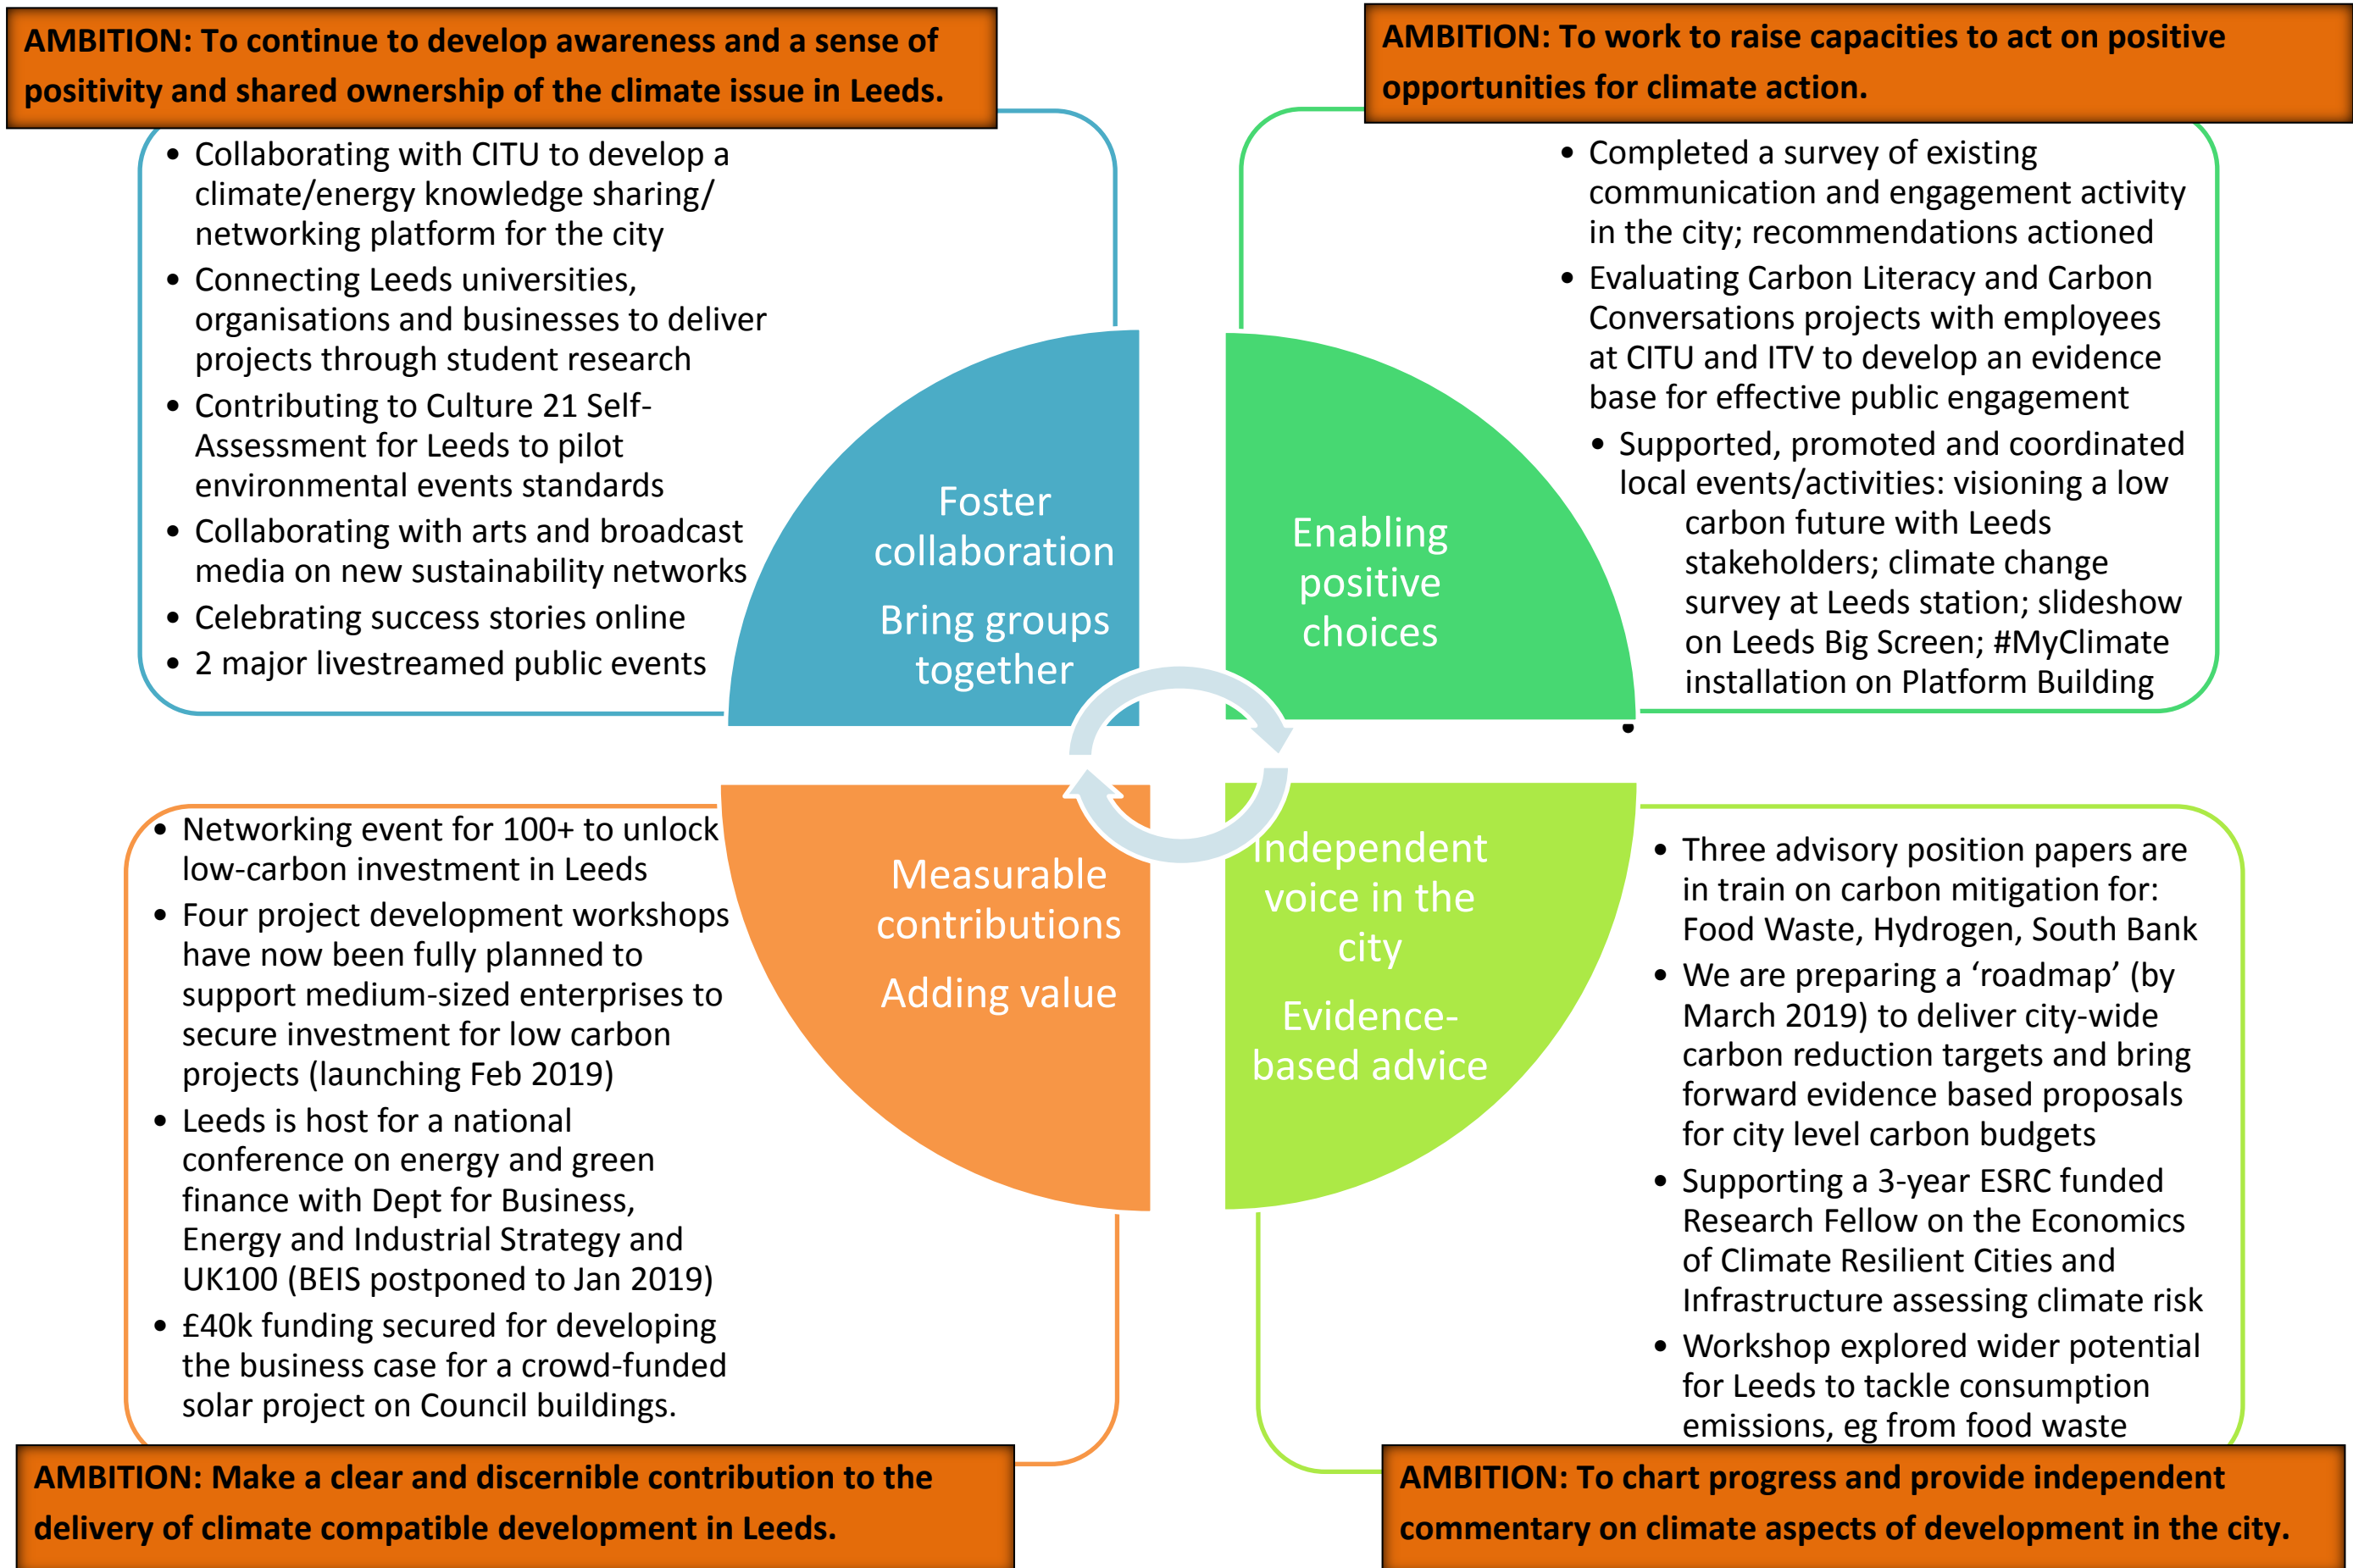 AMBITION: To continue to develop awareness and a sense of
positivity and shared ownership of the climate issue in Leeds.
• Collaborating with CITU to develop a
climate/energy knowledge sharing/
networking platform for the city
• Connecting Leeds universities,
organisations and businesses to deliver
projects through student research
• Contributing to Culture 21 Self-
Assessment for Leeds to pilot
environmental events standards
• Collaborating with arts and broadcast
media on new sustainability networks
• Celebrating success stories online
• 2 major livestreamed public events
Foster
collaboration
Bring groups
together
AMBITION: To work to raise capacities to act on positive
opportunities for climate action.
• Completed a survey of existing
communication and engagement activity
in the city; recommendations actioned
• Evaluating Carbon Literacy and Carbon
Conversations projects with employees
at CITU and ITV to develop an evidence
base for effective public engagement
• Supported, promoted and coordinated
local events/activities: visioning a low
carbon future with Leeds
stakeholders; climate change
survey at Leeds station; slideshow
on Leeds Big Screen; #MyClimate
installation on Platform Building
•
Enabling
positive
choices
• Networking event for 100+ to unlock
low-carbon investment in Leeds
• Four project development workshops
have now been fully planned to
support medium-sized enterprises to
secure investment for low carbon
projects (launching Feb 2019)
• Leeds is host for a national
conference on energy and green
finance with Dept for Business,
Energy and Industrial Strategy and
UK100 (BEIS postponed to Jan 2019)
• £40k funding secured for developing
the business case for a crowd-funded
solar project on Council buildings.
Measurable
contributions
Adding value
AMBITION: Make a clear and discernible contribution to the
delivery of climate compatible development in Leeds.
Independent
voice in the
city
Evidence-
based advice
• Three advisory position papers are
in train on carbon mitigation for:
Food Waste, Hydrogen, South Bank
• We are preparing a ‘roadmap’ (by
March 2019) to deliver city-wide
carbon reduction targets and bring
forward evidence based proposals
for city level carbon budgets
• Supporting a 3-year ESRC funded
Research Fellow on the Economics
of Climate Resilient Cities and
Infrastructure assessing climate risk
• Workshop explored wider potential
for Leeds to tackle consumption
emissions, eg from food waste
AMBITION: To chart progress and provide independent
commentary on climate aspects of development in the city.